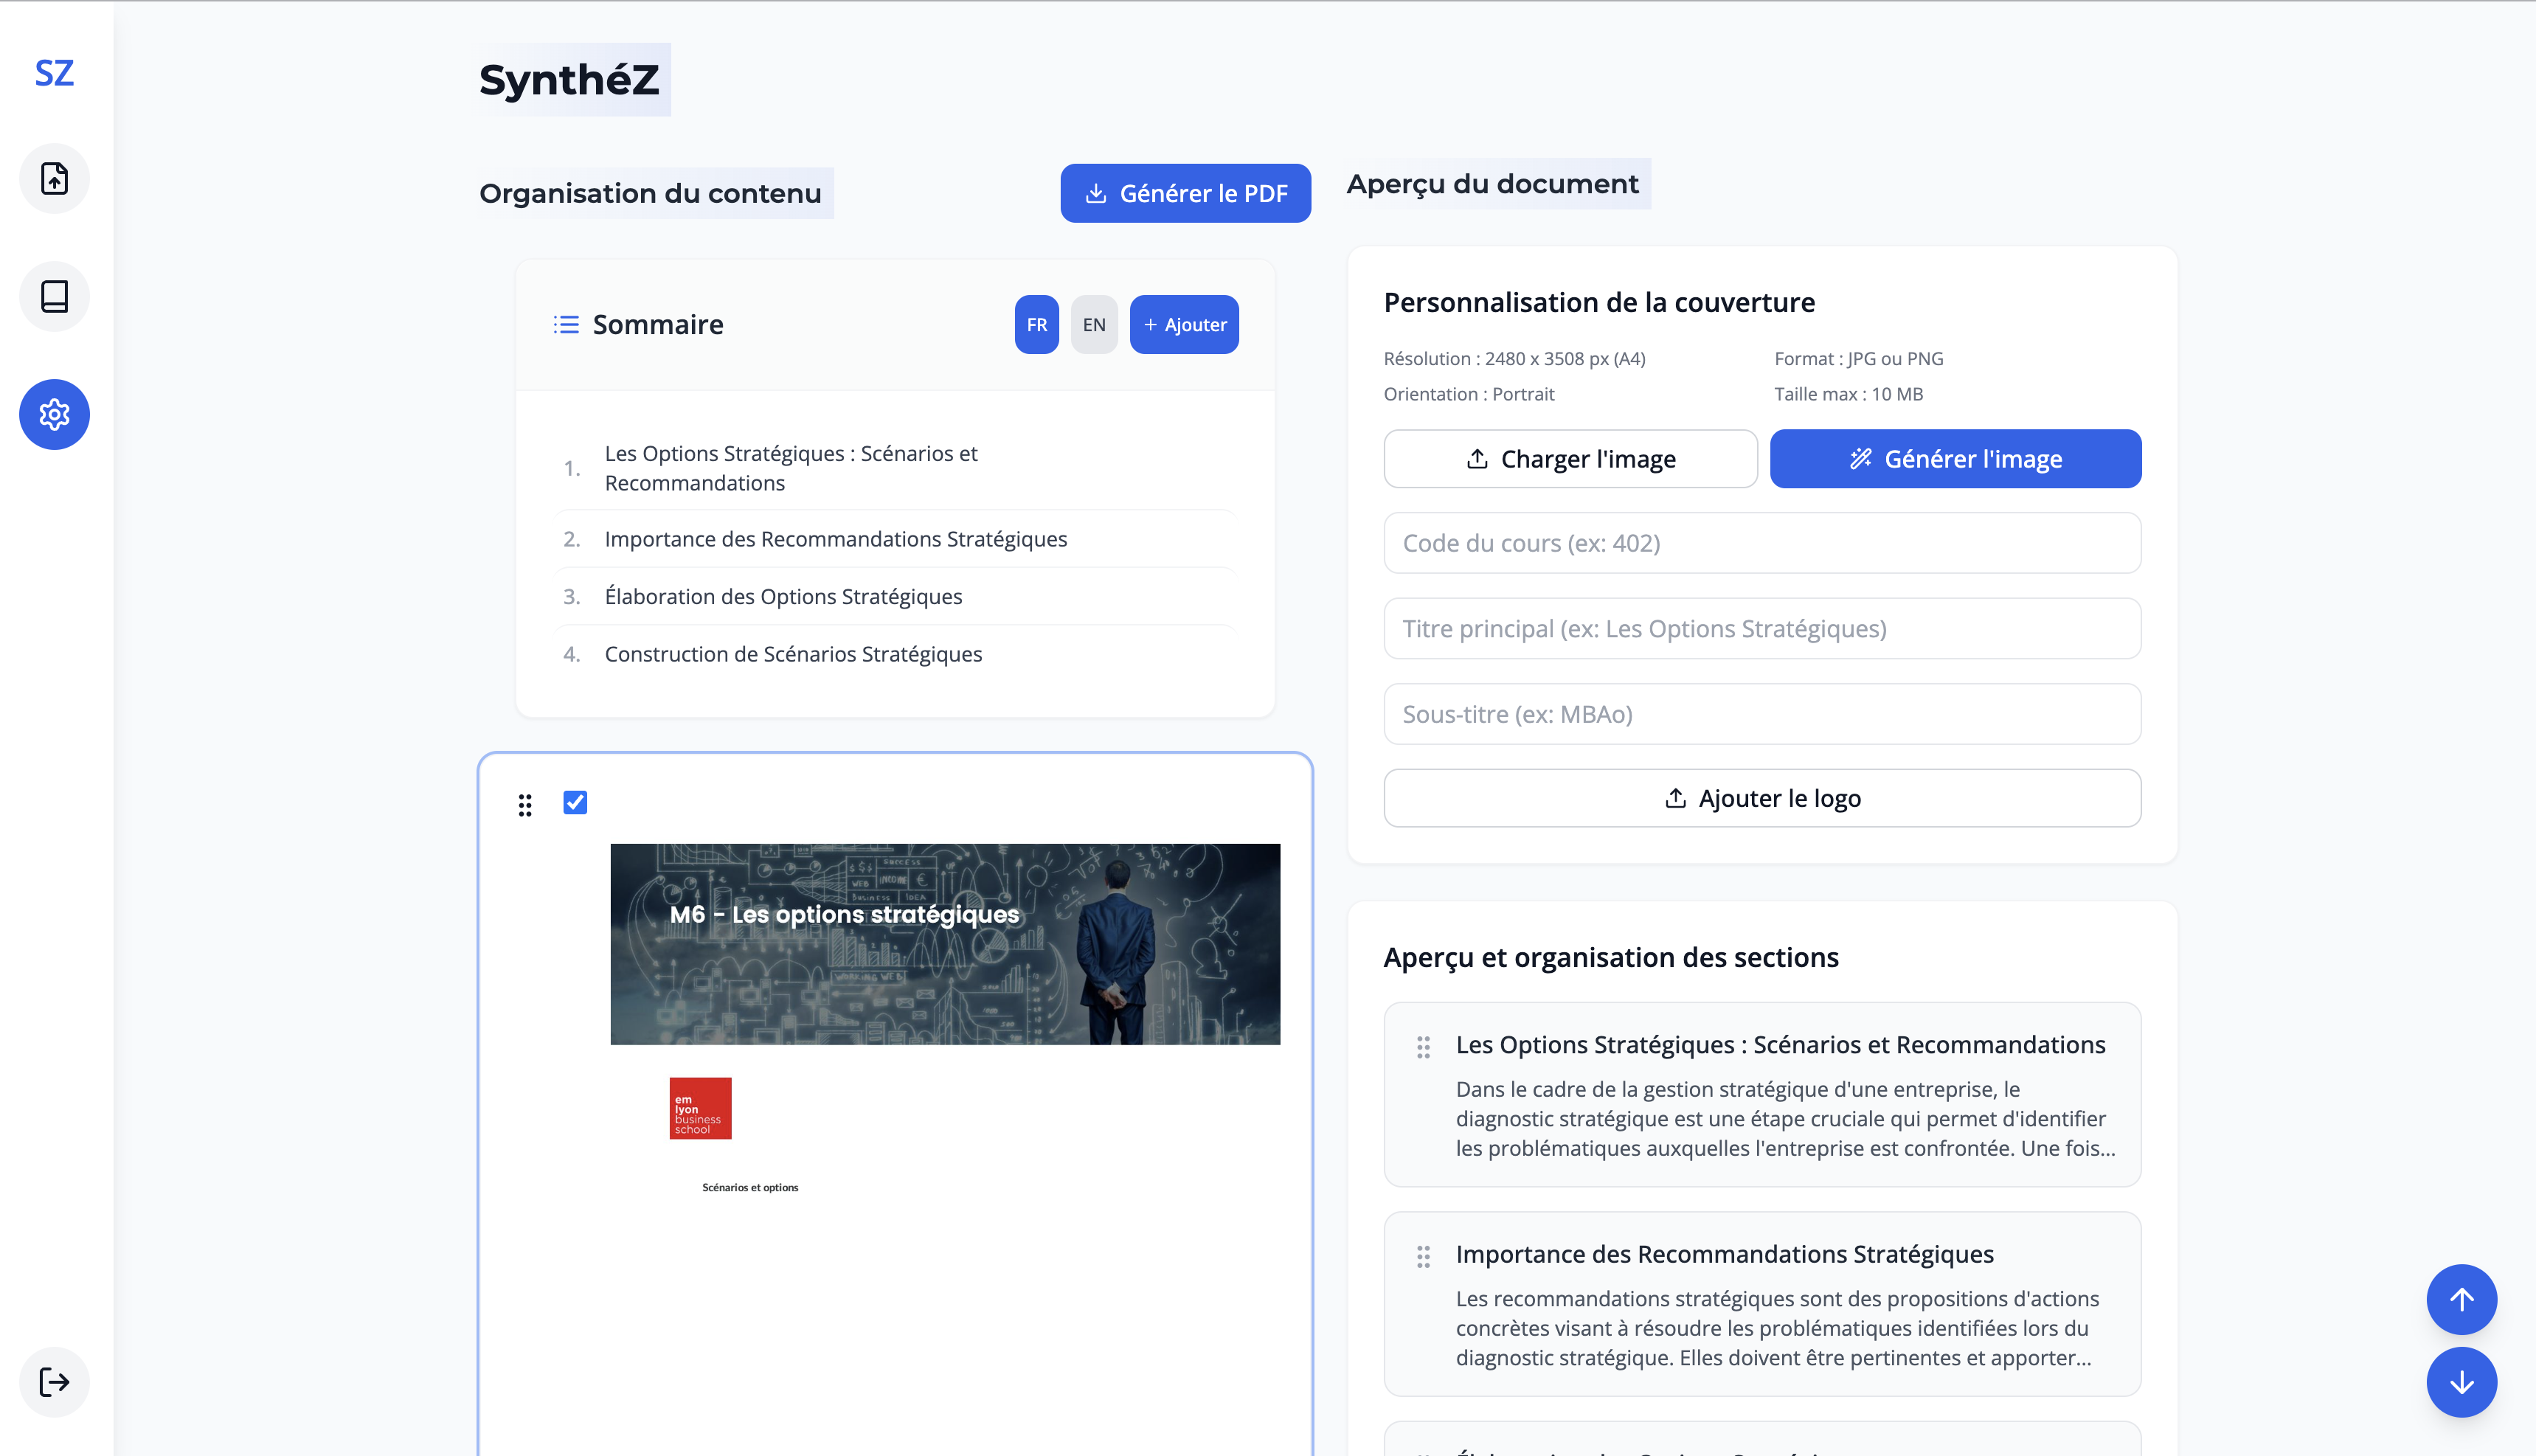 SZ
SynthéZ
Organisation du contenu
Générer le PDF
Sommaire
FR
EN
+ Ajouter
1. Les Options Stratégiques : Scénarios et
Recommandations
2. Importance des Recommandations Stratégiques
3. Élaboration des Options Stratégiques
4. Construction de Scénarios Stratégiques
SUCCESS
$$$
WEB
INCOME
€
BUSINESS
IDEA
M6 - Les options stratégiques
WORKING WEB
em
lyon
business
school
Scénarios et options
Aperçu du document
Personnalisation de la couverture
Résolution : 2480 x 3508 px (A4)
Format : JPG ou PNG
Orientation : Portrait
Taille max : 10 MB
Charger l'image
Générer l'image
Code du cours (ex: 402)
Titre principal (ex: Les Options Stratégiques)
Sous-titre (ex: MBAo)
Ajouter le logo
Aperçu et organisation des sections
Les Options Stratégiques : Scénarios et Recommandations
Dans le cadre de la gestion stratégique d'une entreprise, le
diagnostic stratégique est une étape cruciale qui permet d'identifier
les problématiques auxquelles l'entreprise est confrontée. Une fois...
Importance des Recommandations Stratégiques
Les recommandations stratégiques sont des propositions d'actions
concrètes visant à résoudre les problématiques identifiées lors du
diagnostic stratégique. Elles doivent être pertinentes et apporter...